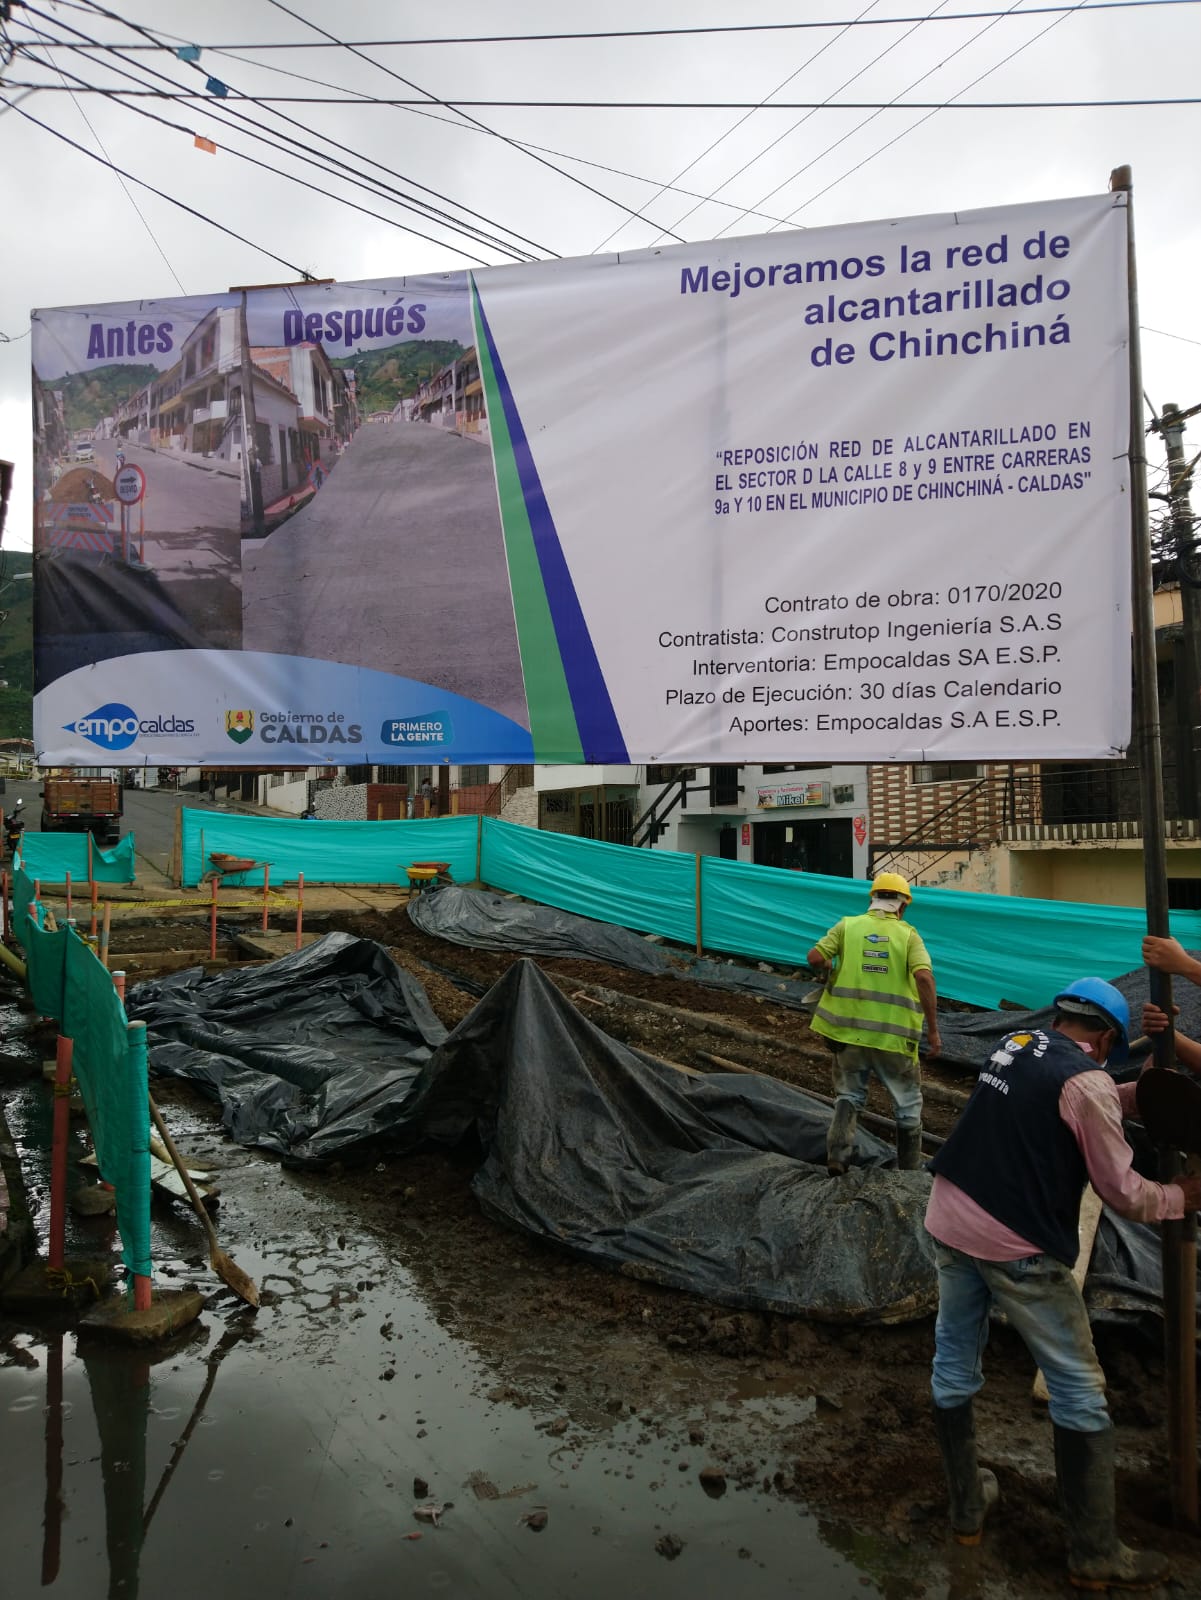 Antes
Después
DESVIO
Mejoramos la red de
alcantarillado
de Chinchiná
“REPOSICIÓN RED DE ALCANTARILLADO EN
EL SECTOR D LA CALLE 8 y 9 ENTRE CARRERAS
9a Y 10 EN EL MUNICIPIO DE CHINCHINÁ - CALDAS"
Contrato de obra: 0170/2020
Contratista: Construtop Ingeniería S.A.S
Interventoria: Empocaldas SA E.S.P.
Plazo de Ejecución: 30 días Calendario
Aportes: Empocaldas S.A E.S.P.
empocaldas
Gobierno de
CALDAS
PRIMERO
LA GENTE
Mikel